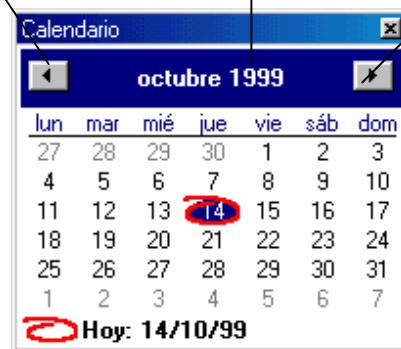 Calendario
octubre 1999
lun mar mié jue vie sáb dom
27 28 29 30 1 2 3
4 5 6 7 8 9 10
11 12 13 14 15 16 17
18 19 20 21 22 23 24
25 26 27 28 29 30 31
1 2 3 4 5 6 7
Hoy: 14/10/99